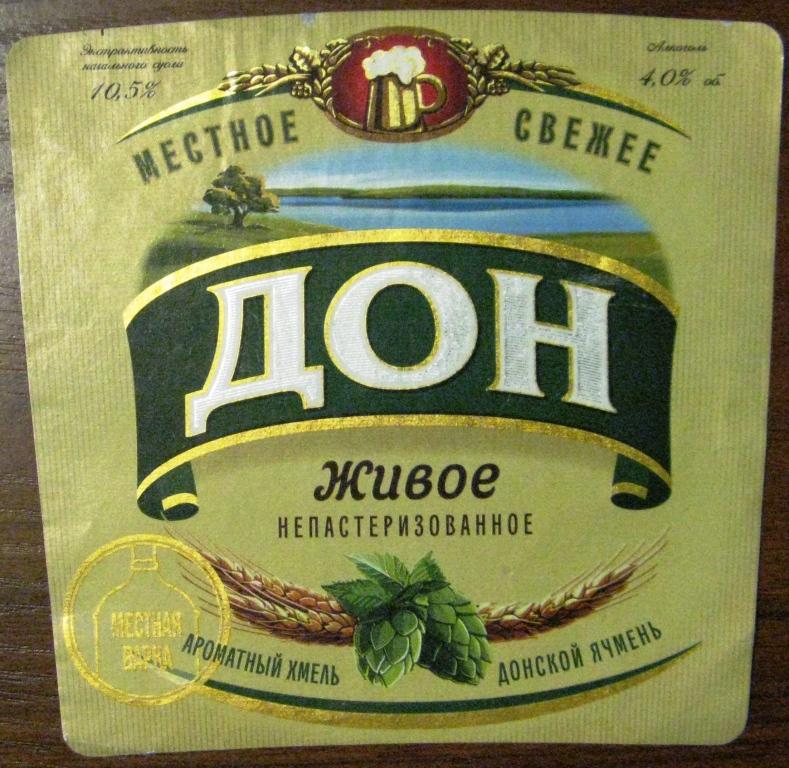 Экстрактивность
начального сусла
10,5%
Алкоголь
4,0% об.
МЕСТНОЕ СВЕЖЕЕ
ДОН
Живое
НЕПАСТЕРИЗОВАННОЕ
МЕСТНАЯ
ВАРКА
АРОМАТНЫЙ ХМЕЛЬ
ДОНСКОЙ ЯЧМЕНЬ